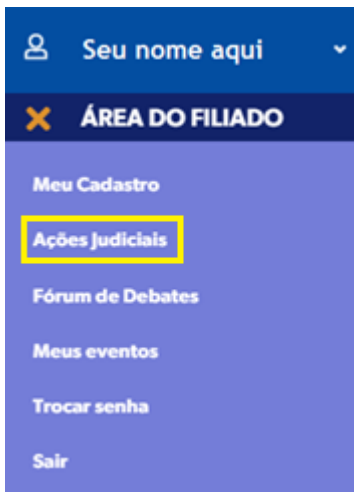 Seu nome aqui
ÁREA DO FILIADO
Meu Cadastro
Ações Judiciais
Fórum de Debates
Meus eventos
Trocar senha
Sair